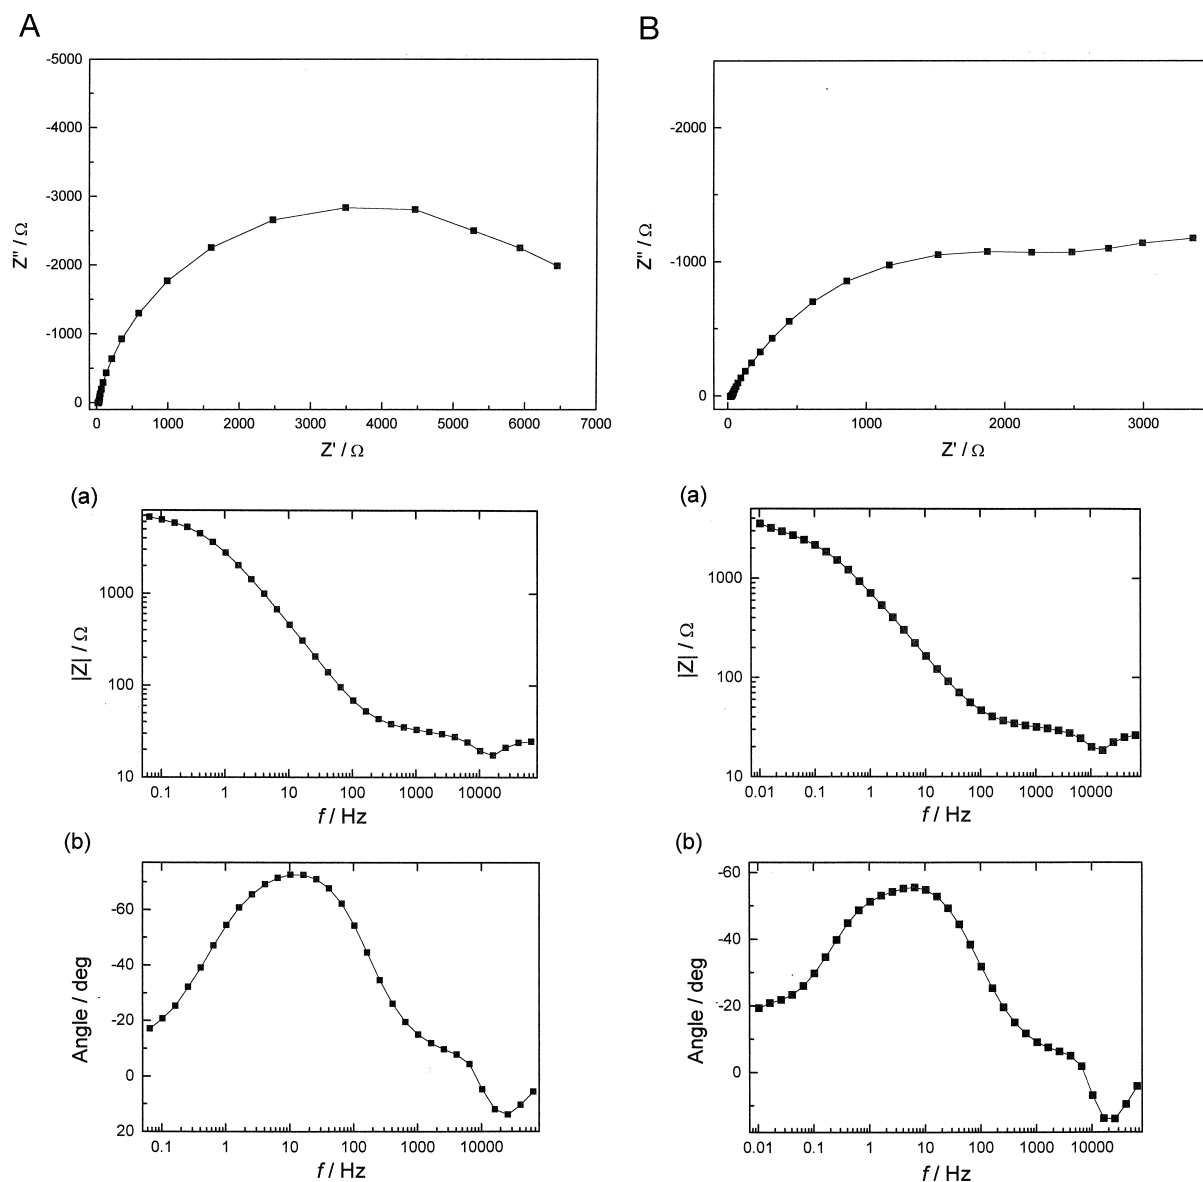 A
B
-5000
-4000
-3000
-2000
-1000
0
Z'' / Ω
0 1000 2000 3000 4000 5000 6000 7000
Z' / Ω
-2000
-1000
0
Z'' / Ω
0 1000 2000 3000
Z' / Ω
(a)
1000
100
10
|Z| / Ω
0.1 1 10 100 1000 10000
f / Hz
(a)
1000
100
10
|Z| / Ω
0.01 0.1 1 10 100 1000 10000
f / Hz
(b)
-60
-40
-20
0
20
Angle / deg
0.1 1 10 100 1000 10000
f / Hz
(b)
-60
-40
-20
0
Angle / deg
0.01 0.1 1 10 100 1000 10000
f / Hz